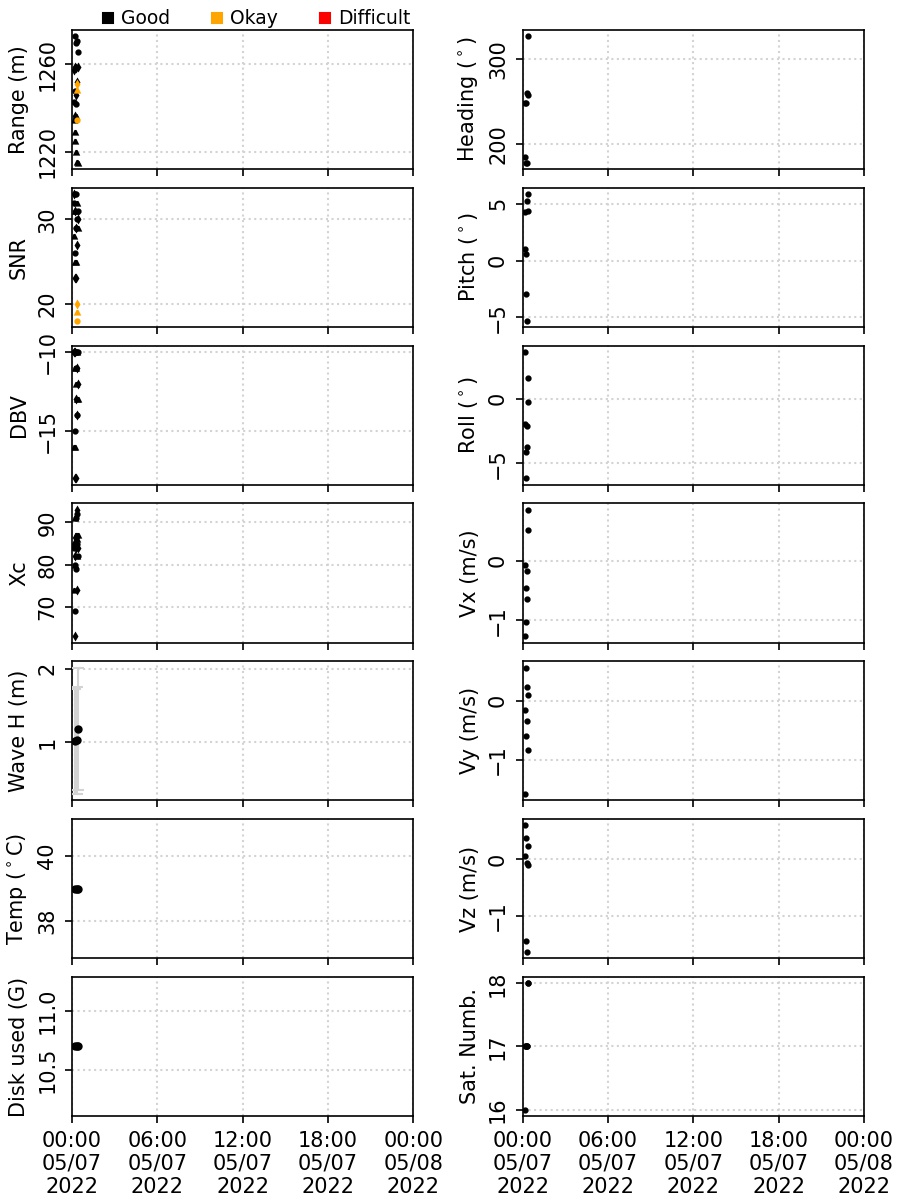 Good Okay Difficult
Range (m)
1260
1220
Heading (°)
300
200
SNR
30
20
Pitch (°)
5
0
−5
DBV
−10
−15
Roll (°)
0
−5
Xc
90
80
70
Vx (m/s)
0
−1
Wave H (m)
2
1
Vy (m/s)
0
−1
Temp (°C)
40
38
Vz (m/s)
0
−1
Disk used (G)
11.0
10.5
Sat. Numb.
18
17
16
00:00 06:00 12:00 18:00 00:00 00:00 06:00 12:00 18:00 00:00
05/07 05/07 05/07 05/07 05/08 05/07 05/07 05/07 05/07 05/08
2022 2022 2022 2022 2022 2022 2022 2022 2022 2022